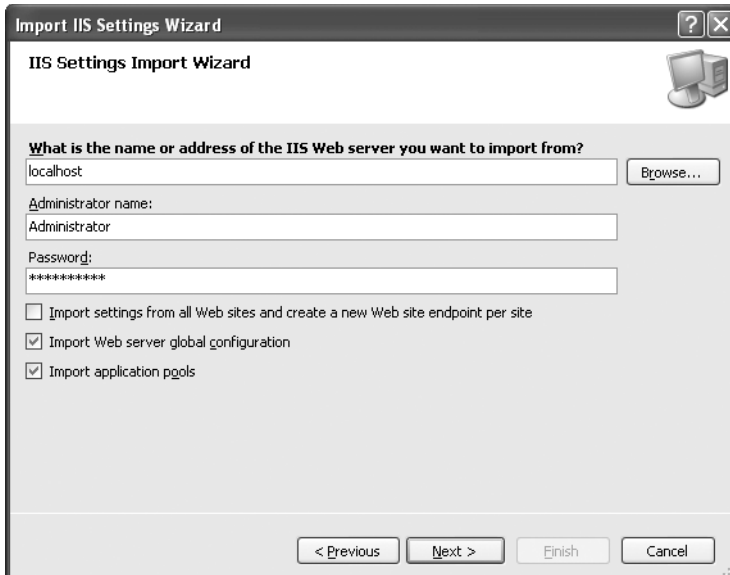 Import IIS Settings Wizard
IIS Settings Import Wizard
What is the name or address of the IIS Web server you want to import from?
localhost
Browse...
Administrator name:
Administrator
Password:
**********
Import settings from all Web sites and create a new Web site endpoint per site
Import Web server global configuration
Import application pools
< Previous
Next >
Finish
Cancel